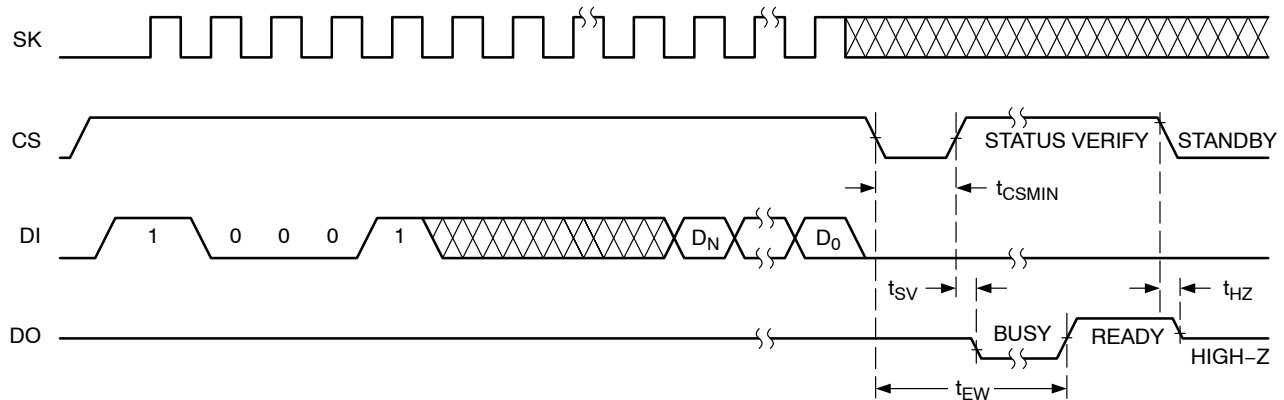 SK
CS
STATUS VERIFY
STANDBY
tCSMIN
DI
1 0 0 0 1
DN
D0
tSV
tHZ
DO
BUSY
READY
HIGH–Z
tEW